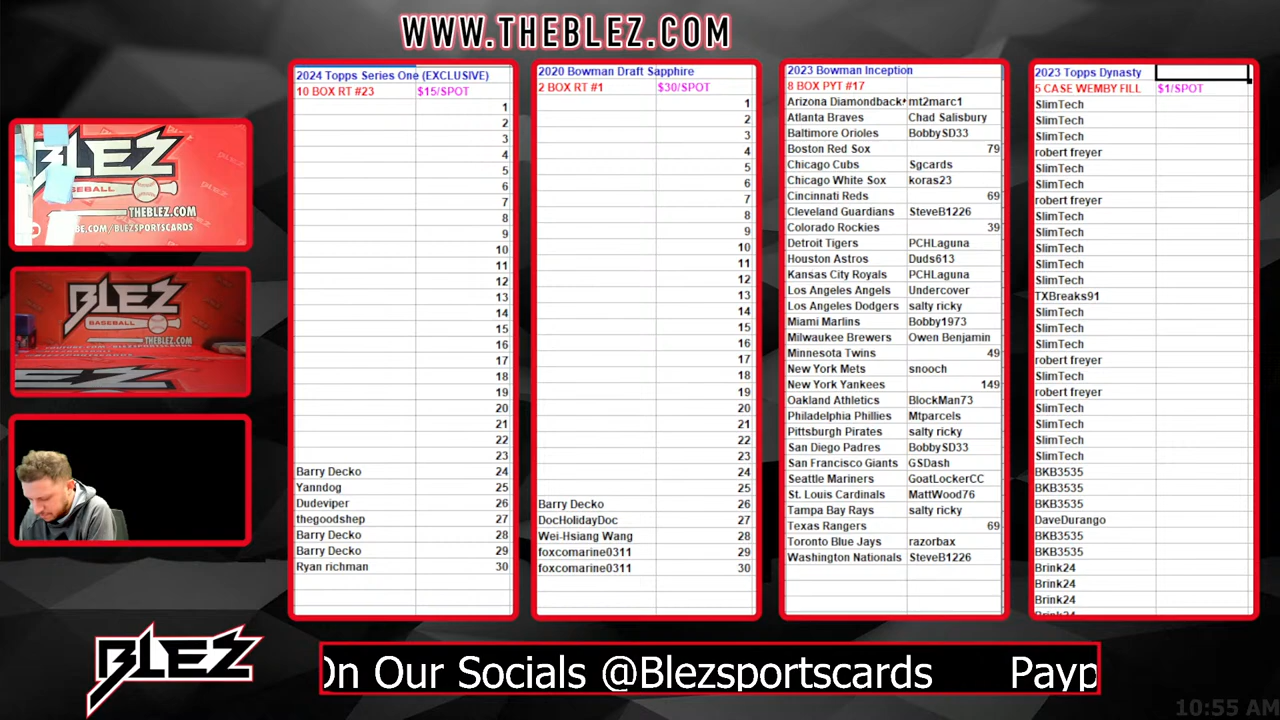 WWW.THEBLEZ.COM
BLEZ
BASEBALL
THEBLEZ.COM
BE.COM/BLEZSPORTSCARDS
BLEZ
BASEBALL
THEBLEZ.COM
2024 Topps Series One (EXCLUSIVE)
10 BOX RT #23 $15/SPOT
1
2
3
4
5
6
7
8
9
10
11
12
13
14
15
16
17
18
19
20
21
22
23
Barry Decko 24
Yanndog 25
Dudeviper 26
thegoodshep 27
Barry Decko 28
Barry Decko 29
Ryan richman 30
2020 Bowman Draft Sapphire
2 BOX RT #1 $30/SPOT
1
2
3
4
5
6
7
8
9
10
11
12
13
14
15
16
17
18
19
20
21
22
23
24
25
Barry Decko 26
DocHolidayDoc 27
Wei-Hsiang Wang 28
foxcomarine0311 29
foxcomarine0311 30
2023 Bowman Inception
8 BOX PYT #17
Arizona Diamondback mt2marc1
Atlanta Braves Chad Salisbury
Baltimore Orioles BobbySD33
Boston Red Sox 79
Chicago Cubs Sgcards
Chicago White Sox koras23
Cincinnati Reds 69
Cleveland Guardians SteveB1226
Colorado Rockies 39
Detroit Tigers PCHLaguna
Houston Astros Duds613
Kansas City Royals PCHLaguna
Los Angeles Angels Undercover
Los Angeles Dodgers salty ricky
Miami Marlins Bobby1973
Milwaukee Brewers Owen Benjamin
Minnesota Twins 49
New York Mets snooch
New York Yankees 149
Oakland Athletics BlockMan73
Philadelphia Phillies Mtparcels
Pittsburgh Pirates salty ricky
San Diego Padres BobbySD33
San Francisco Giants GSDash
Seattle Mariners GoatLockerCC
St. Louis Cardinals MattWood76
Tampa Bay Rays salty ricky
Texas Rangers 69
Toronto Blue Jays razorbax
Washington Nationals SteveB1226
2023 Topps Dynasty
5 CASE WEMBY FILL $1/SPOT
SlimTech
SlimTech
SlimTech
robert freyer
SlimTech
SlimTech
robert freyer
SlimTech
SlimTech
SlimTech
SlimTech
SlimTech
TXBreaks91
SlimTech
SlimTech
SlimTech
robert freyer
SlimTech
robert freyer
SlimTech
SlimTech
SlimTech
SlimTech
BKB3535
BKB3535
BKB3535
DaveDurango
BKB3535
BKB3535
Brink24
Brink24
Brink24
Brink24
BLEZ
On Our Socials @Blezsportscards Payp
10:55 AM